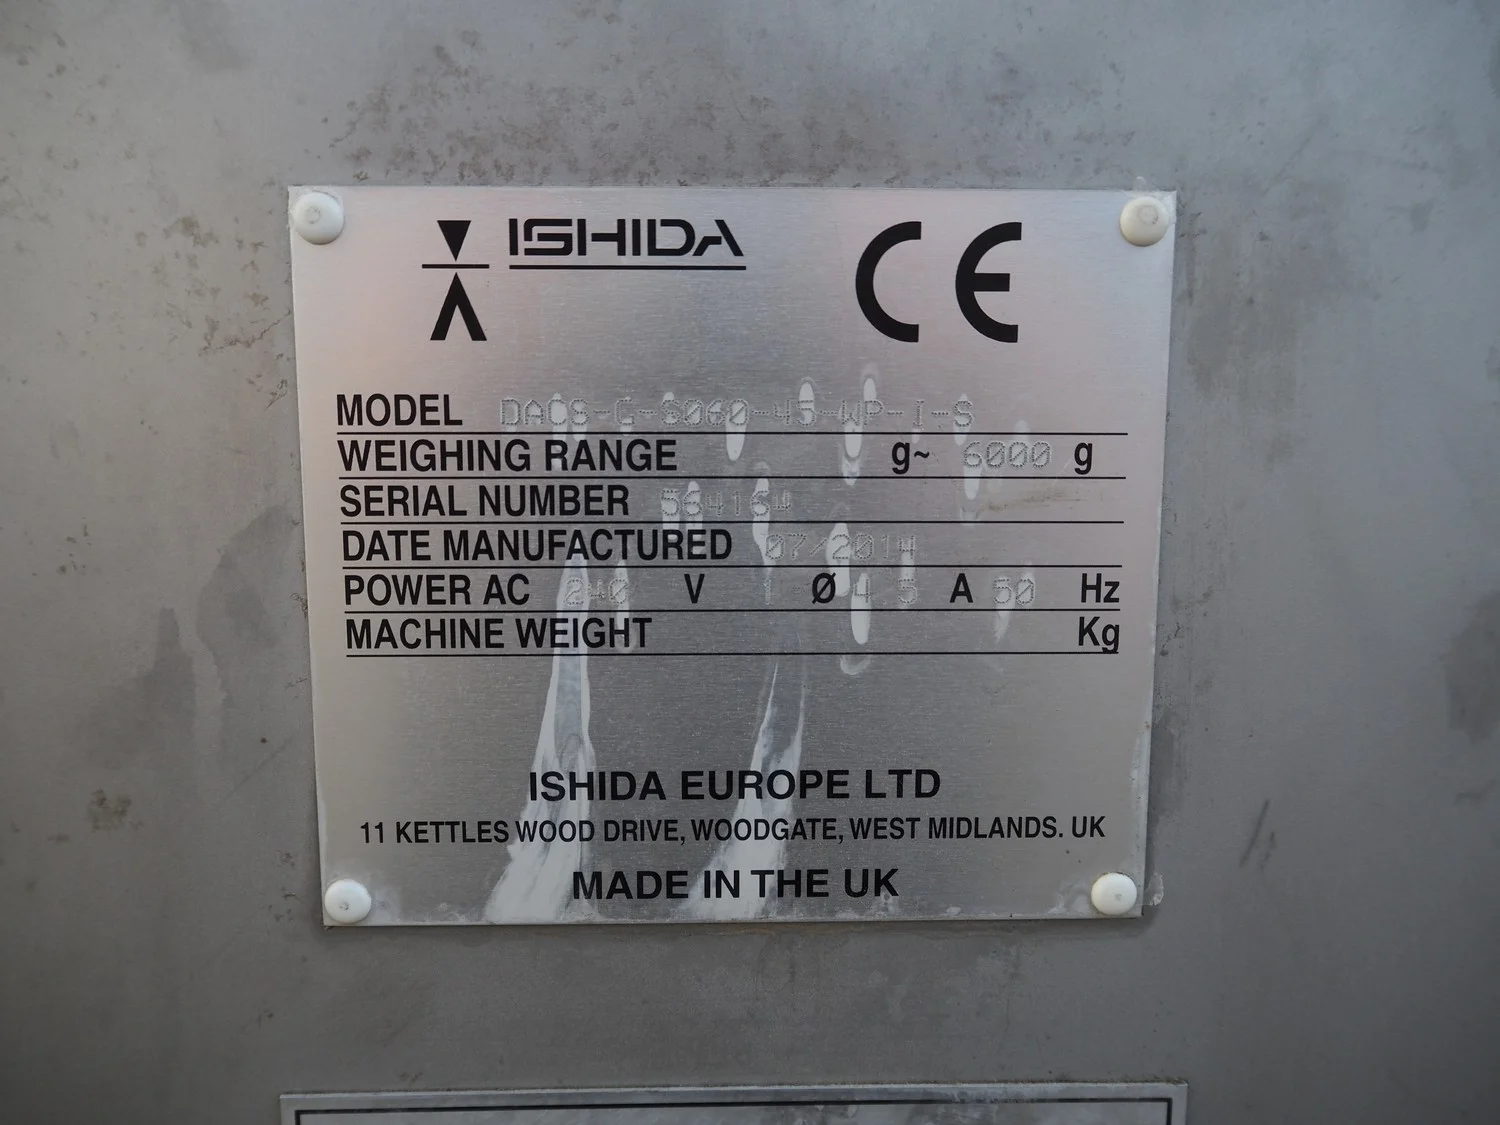 ISHIDA CE
MODEL DACS-G-S060-45-WP-I-S
WEIGHING RANGE g~ 6000 g
SERIAL NUMBER 564164
DATE MANUFACTURED 07/2014
POWER AC 240 V 1 Ø 4 5 A 50 Hz
MACHINE WEIGHT Kg
ISHIDA EUROPE LTD
11 KETTLES WOOD DRIVE, WOODGATE, WEST MIDLANDS. UK
MADE IN THE UK